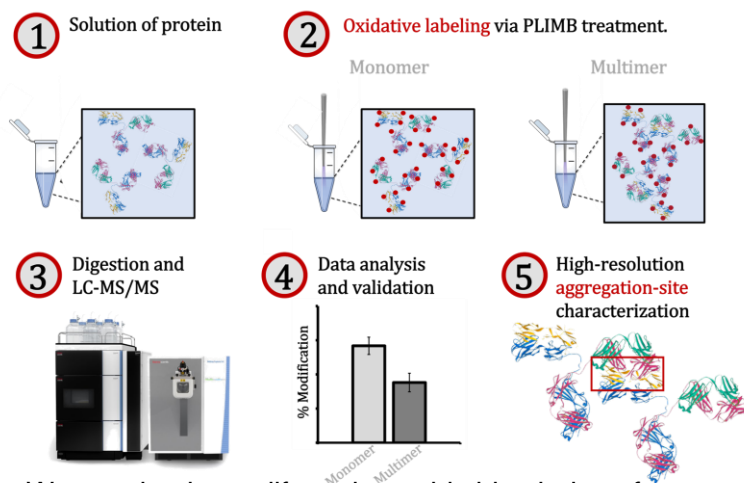 1
Solution of protein
2
Oxidative labeling via PLIMB treatment.
Monomer
Multimer
3
Digestion and
LC-MS/MS
4
Data analysis
and validation
% Modification
Monomer
Multimer
5
High-resolution
aggregation-site
characterization